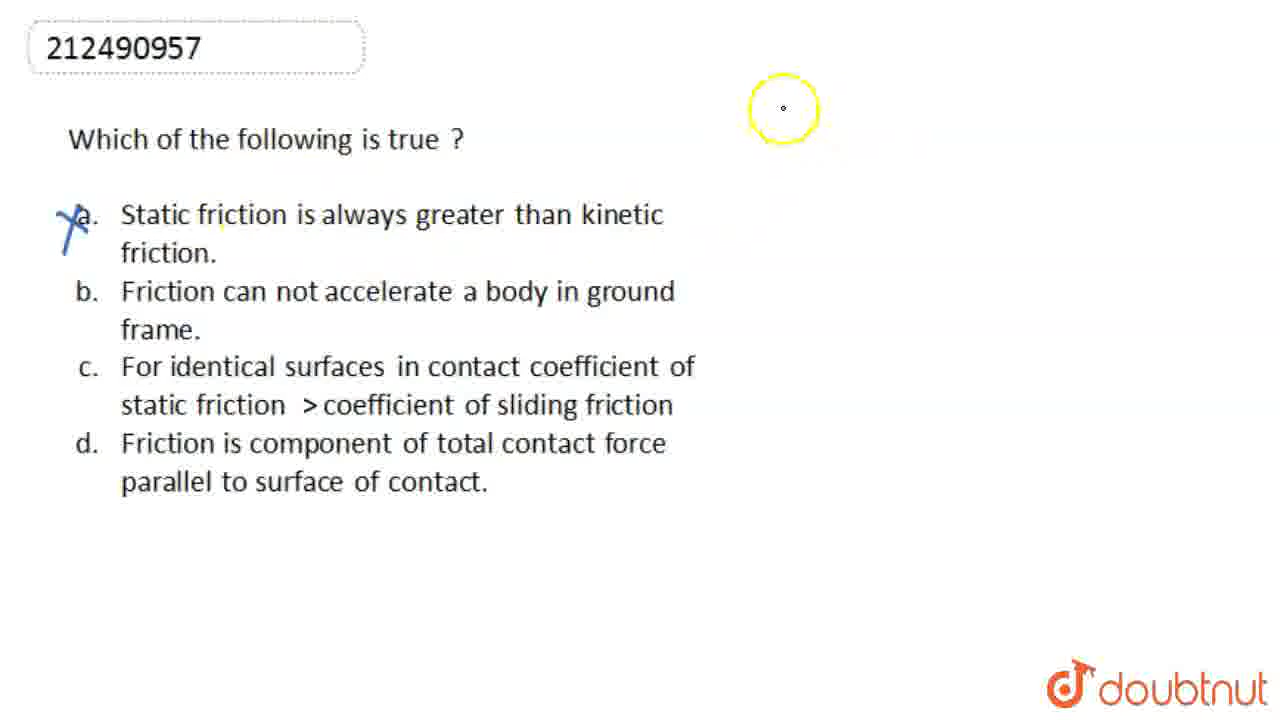 212490957
Which of the following is true ?
a. Static friction is always greater than kinetic
friction.
b. Friction can not accelerate a body in ground
frame.
c. For identical surfaces in contact coefficient of
static friction > coefficient of sliding friction
d. Friction is component of total contact force
parallel to surface of contact.
doubtnut